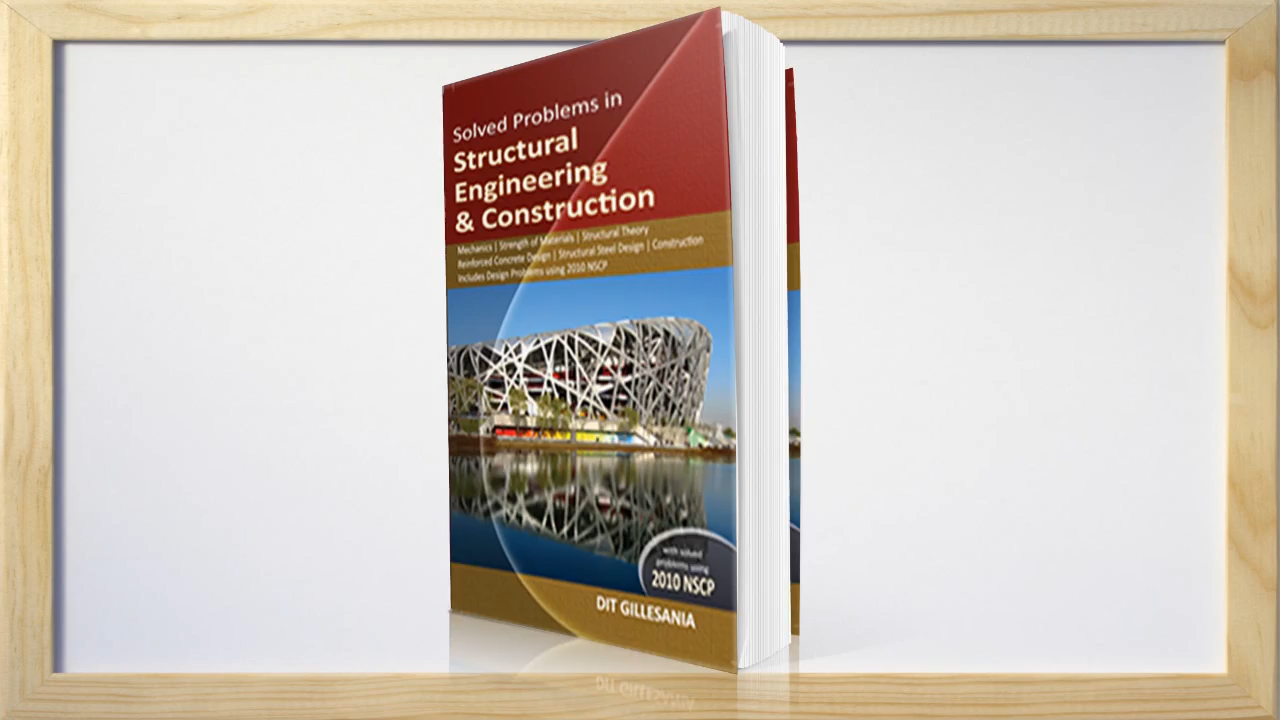 Solved Problems in
Structural
Engineering
& Construction
Mechanics | Strength of Materials | Structural Theory
Reinforced Concrete Design | Structural Steel Design | Construction
Includes Design Problems using 2010 NSCP
with solved
problems using
2010 NSCP
DIT GILLESANIA